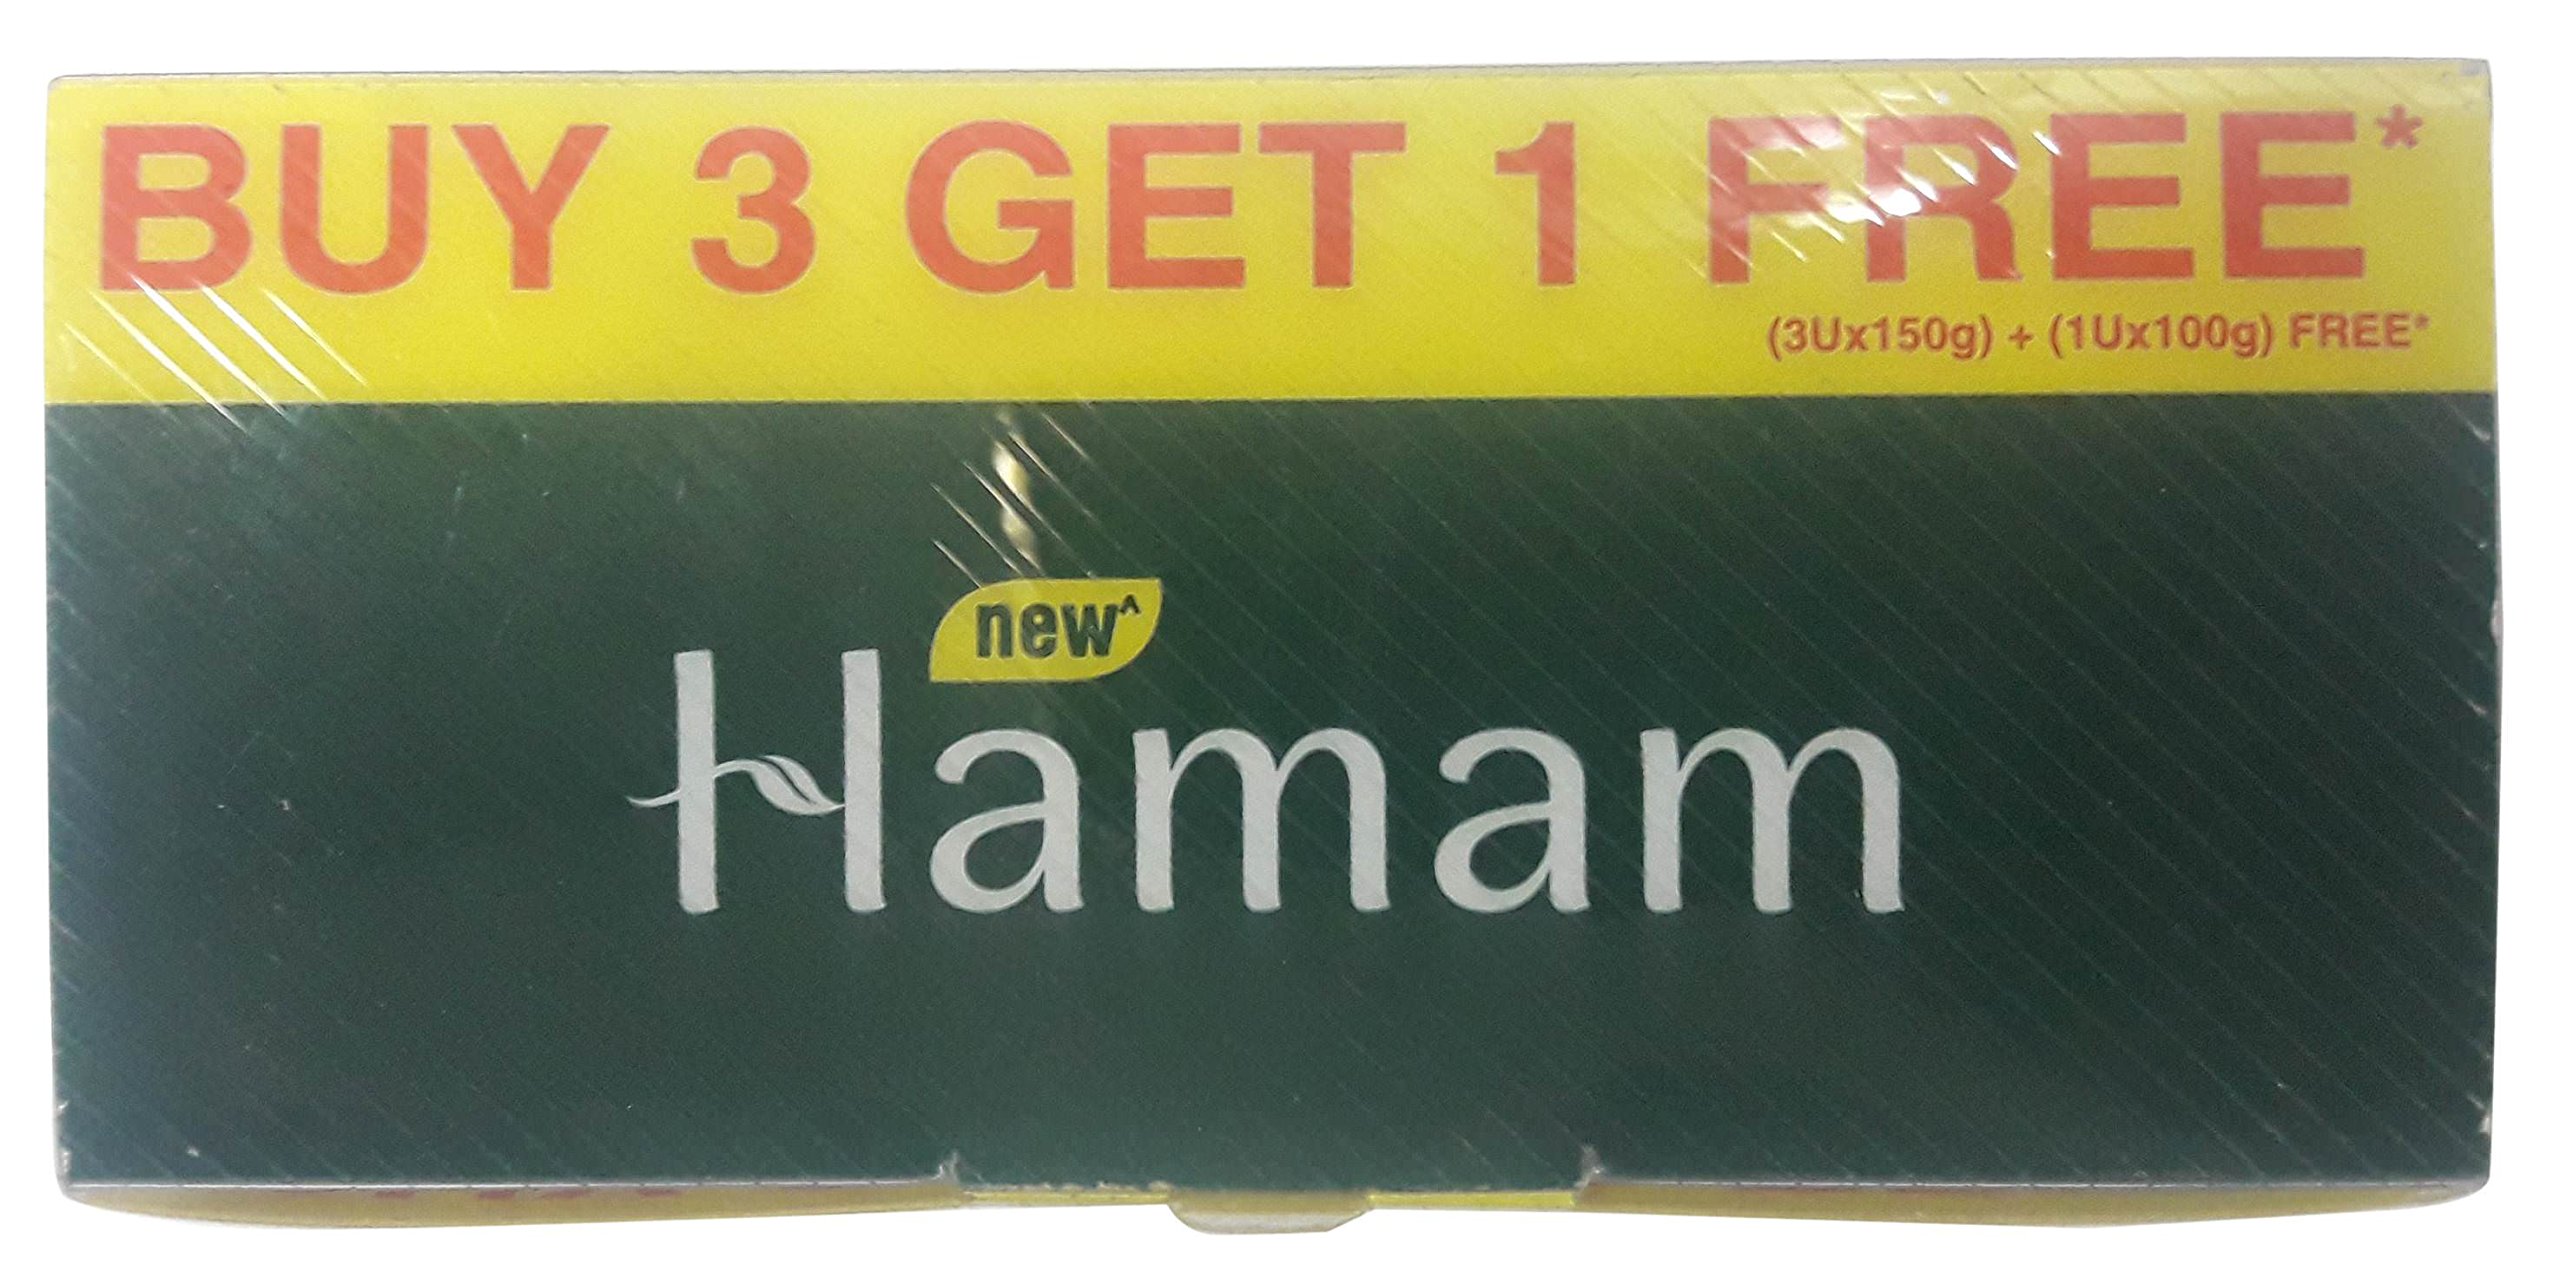 BUY 3 GET 1 FREE*
(3Ux150g) + (1Ux100g) FREE*
new^
Hamam